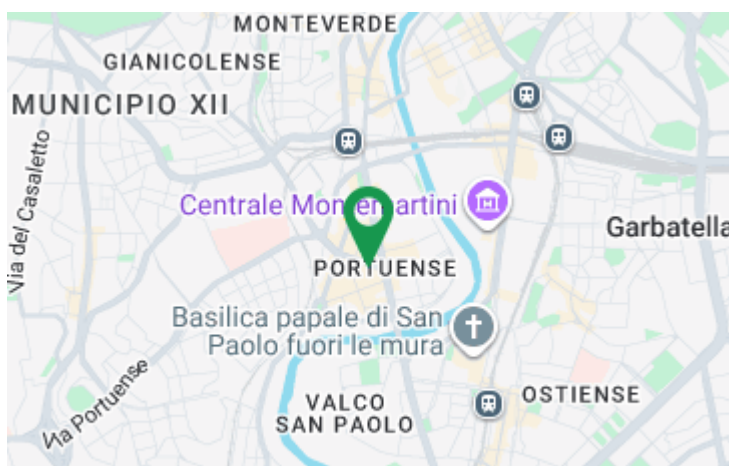 MONTEVERDE
GIANICOLENSE
MUNICIPIO XII
Via del Casaletto
Centrale Montemartini
Garbatella
PORTUENSE
Basilica papale di San
Paolo fuori le mura
Via Portuense
VALCO
SAN PAOLO
OSTIENSE